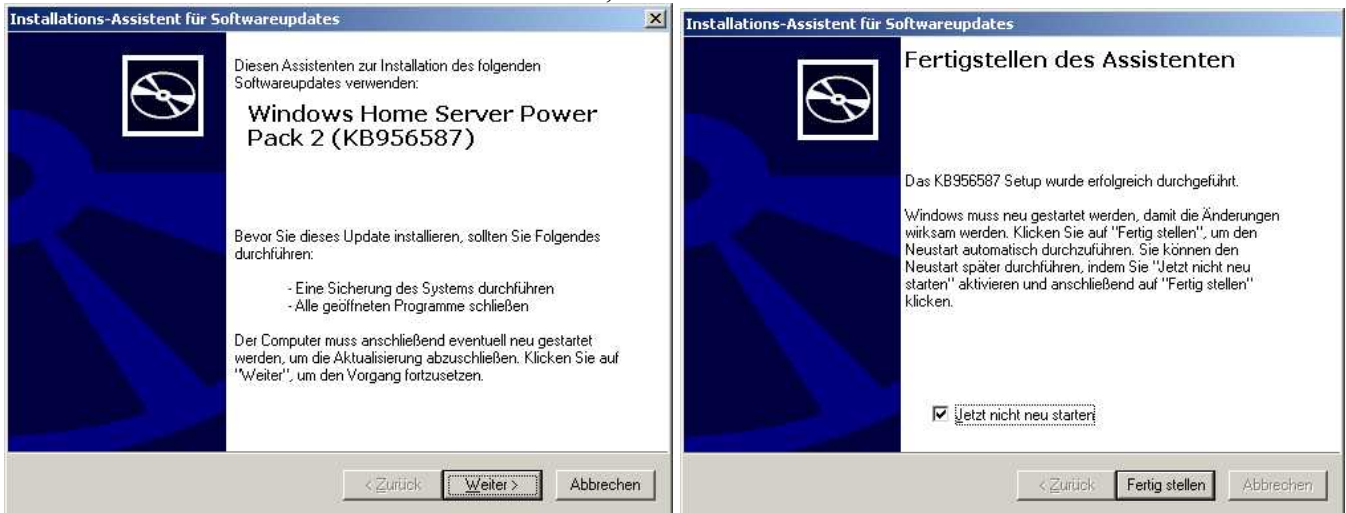 Installations-Assistent für Softwareupdates
Diesen Assistenten zur Installation des folgenden
Softwareupdates verwenden:
Windows Home Server Power
Pack 2 (KB956587)
Bevor Sie dieses Update installieren, sollten Sie Folgendes
durchführen:
- Eine Sicherung des Systems durchführen
- Alle geöffneten Programme schließen
Der Computer muss anschließend eventuell neu gestartet
werden, um die Aktualisierung abzuschließen. Klicken Sie auf
"Weiter", um den Vorgang fortzusetzen.
< Zurück Weiter > Abbrechen
Installations-Assistent für Softwareupdates
Fertigstellen des Assistenten
Das KB956587 Setup wurde erfolgreich durchgeführt.
Windows muss neu gestartet werden, damit die Änderungen
wirksam werden. Klicken Sie auf "Fertig stellen", um den
Neustart automatisch durchzuführen. Sie können den
Neustart später durchführen, indem Sie "Jetzt nicht neu
starten" aktivieren und anschließend auf "Fertig stellen"
klicken.
Jetzt nicht neu starten
< Zurück Fertig stellen Abbrechen